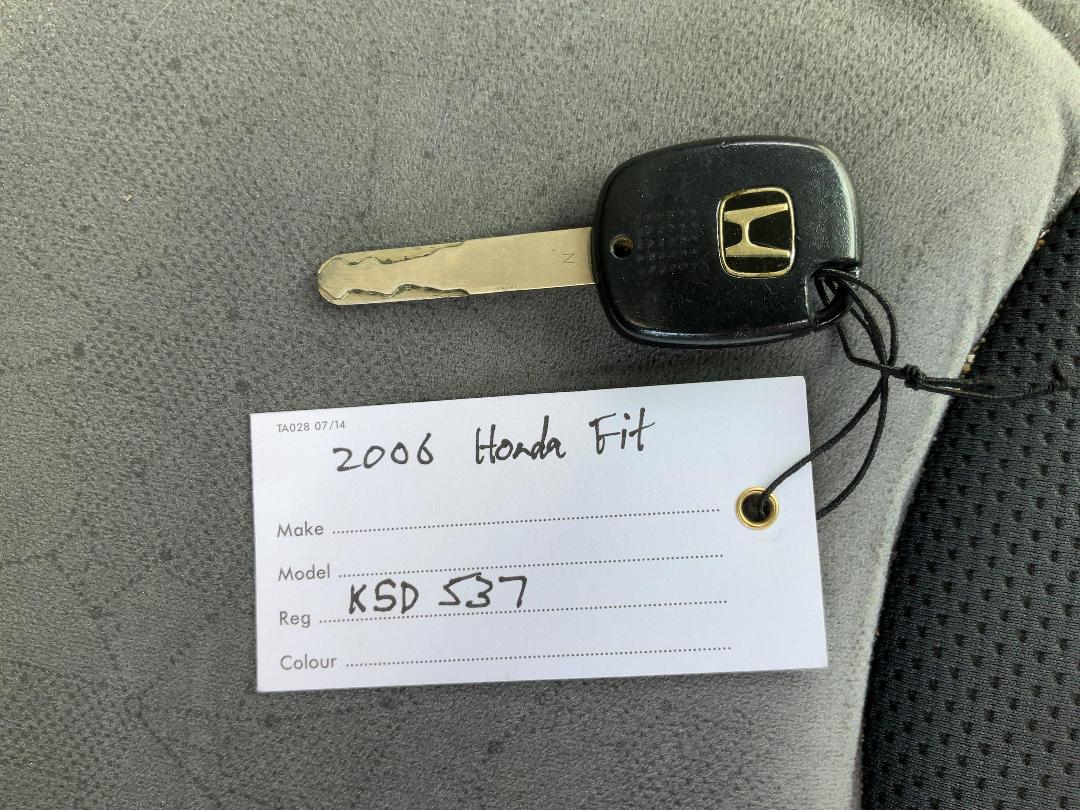 TA028 07/14
2006 Honda Fit
Make
Model
Reg KSD 537
Colour
N